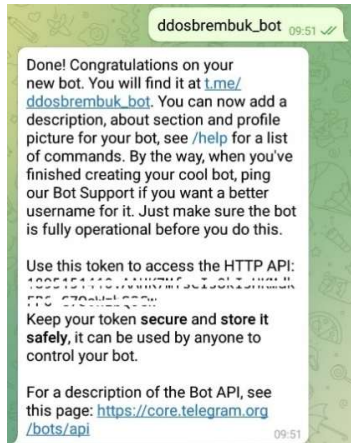 ddosbrembuk_bot 09:51
Done! Congratulations on your
new bot. You will find it at t.me/
ddosbrembuk_bot. You can now add a
description, about section and profile
picture for your bot, see /help for a list
of commands. By the way, when you've
finished creating your cool bot, ping
our Bot Support if you want a better
username for it. Just make sure the bot
is fully operational before you do this.
Use this token to access the HTTP API:
Keep your token secure and store it
safely, it can be used by anyone to
control your bot.
For a description of the Bot API, see
this page: https://core.telegram.org
/bots/api 09:51